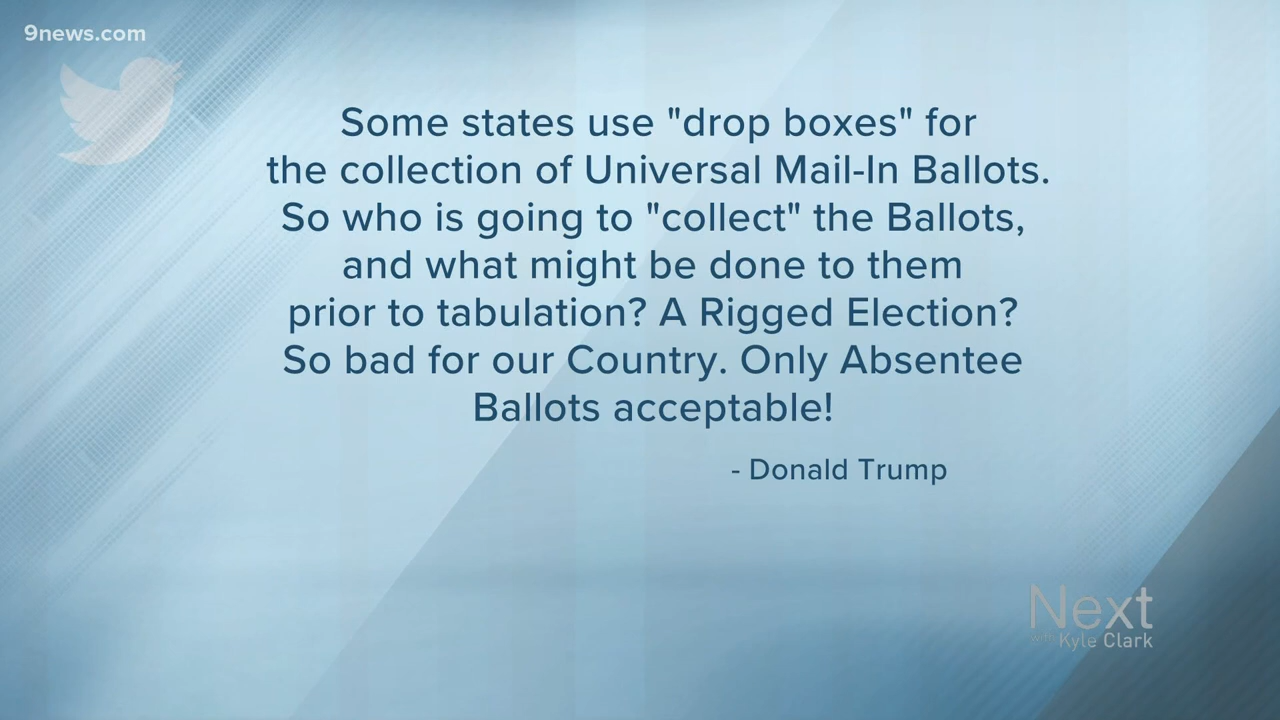 9news.com
Some states use "drop boxes" for
the collection of Universal Mail-In Ballots.
So who is going to "collect" the Ballots,
and what might be done to them
prior to tabulation? A Rigged Election?
So bad for our Country. Only Absentee
Ballots acceptable!
- Donald Trump
Next
with Kyle Clark